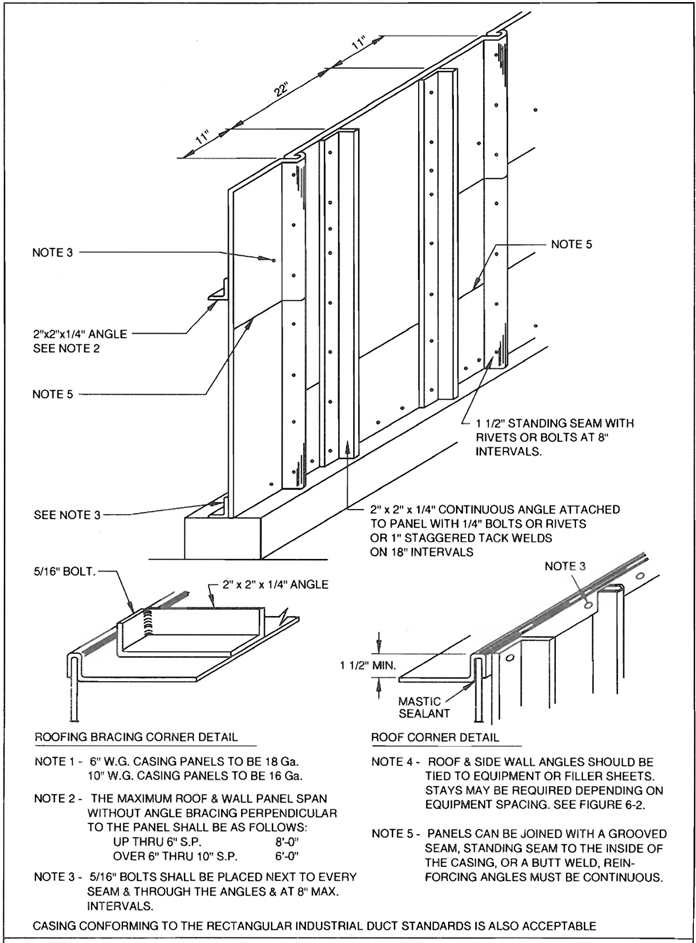 11"
22"
11"
NOTE 3
NOTE 5
2"x2"x1/4" ANGLE
SEE NOTE 2
NOTE 5
1 1/2" STANDING SEAM WITH
RIVETS OR BOLTS AT 8"
INTERVALS.
SEE NOTE 3
2" x 2" x 1/4" CONTINUOUS ANGLE ATTACHED
TO PANEL WITH 1/4" BOLTS OR RIVETS
OR 1" STAGGERED TACK WELDS
ON 18" INTERVALS
5/16" BOLT.
2" x 2" x 1/4" ANGLE
NOTE 3
1 1/2" MIN.
MASTIC
SEALANT
ROOFING BRACING CORNER DETAIL
NOTE 1 - 6" W.G. CASING PANELS TO BE 18 Ga.
10" W.G. CASING PANELS TO BE 16 Ga.
NOTE 2 - THE MAXIMUM ROOF & WALL PANEL SPAN
WITHOUT ANGLE BRACING PERPENDICULAR
TO THE PANEL SHALL BE AS FOLLOWS:
UP THRU 6" S.P. 8'-0"
OVER 6" THRU 10" S.P. 6'-0"
NOTE 3 - 5/16" BOLTS SHALL BE PLACED NEXT TO EVERY
SEAM & THROUGH THE ANGLES & AT 8" MAX.
INTERVALS.
ROOF CORNER DETAIL
NOTE 4 - ROOF & SIDE WALL ANGLES SHOULD BE
TIED TO EQUIPMENT OR FILLER SHEETS.
STAYS MAY BE REQUIRED DEPENDING ON
EQUIPMENT SPACING. SEE FIGURE 6-2.
NOTE 5 - PANELS CAN BE JOINED WITH A GROOVED
SEAM, STANDING SEAM TO THE INSIDE OF
THE CASING, OR A BUTT WELD, REIN-
FORCING ANGLES MUST BE CONTINUOUS.
CASING CONFORMING TO THE RECTANGULAR INDUSTRIAL DUCT STANDARDS IS ALSO ACCEPTABLE